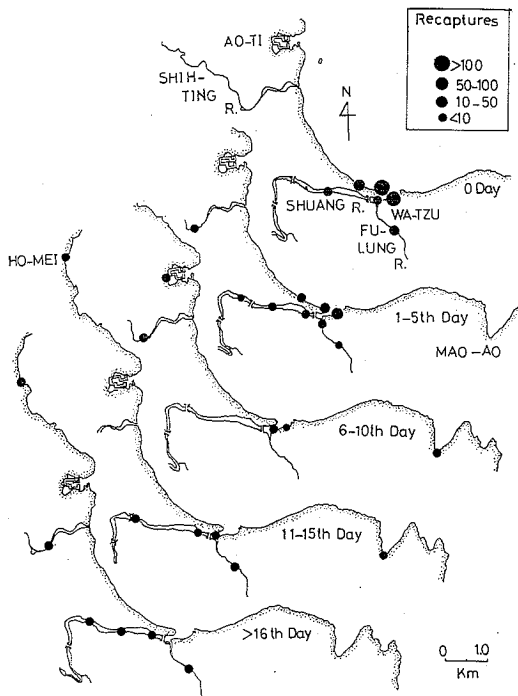 Recaptures
>100
50-100
10-50
<10
AO-TI
SHIH-
TING
R.
N
0 Day
SHUANG R.
WA-TZU
FU-
LUNG
R.
HO-MEI
1-5th Day
MAO-AO
6-10th Day
11-15th Day
>16th Day
0 1.0
Km